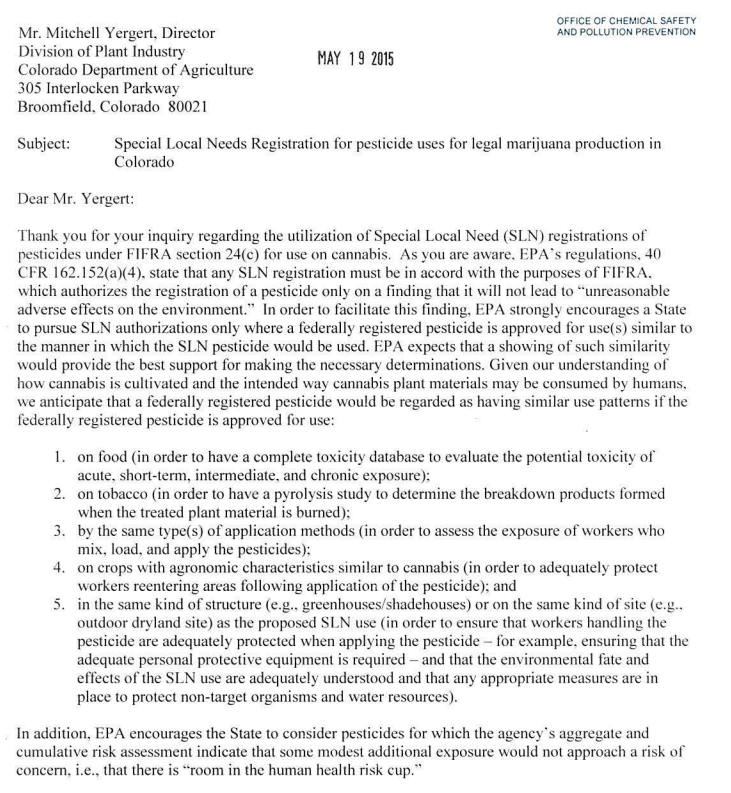 OFFICE OF CHEMICAL SAFETY
AND POLLUTION PREVENTION
Mr. Mitchell Yergert, Director
Division of Plant Industry
Colorado Department of Agriculture
305 Interlocken Parkway
Broomfield, Colorado 80021
MAY 19 2015
Subject: Special Local Needs Registration for pesticide uses for legal marijuana production in
Colorado
Dear Mr. Yergert:
Thank you for your inquiry regarding the utilization of Special Local Need (SLN) registrations of
pesticides under FIFRA section 24(c) for use on cannabis. As you are aware, EPA's regulations, 40
CFR 162.152(a)(4), state that any SLN registration must be in accord with the purposes of FIFRA,
which authorizes the registration of a pesticide only on a finding that it will not lead to “unreasonable
adverse effects on the environment.” In order to facilitate this finding, EPA strongly encourages a State
to pursue SLN authorizations only where a federally registered pesticide is approved for use(s) similar to
the manner in which the SLN pesticide would be used. EPA expects that a showing of such similarity
would provide the best support for making the necessary determinations. Given our understanding of
how cannabis is cultivated and the intended way cannabis plant materials may be consumed by humans,
we anticipate that a federally registered pesticide would be regarded as having similar use patterns if the
federally registered pesticide is approved for use:
1. on food (in order to have a complete toxicity database to evaluate the potential toxicity of
acute, short-term, intermediate, and chronic exposure);
2. on tobacco (in order to have a pyrolysis study to determine the breakdown products formed
when the treated plant material is burned);
3. by the same type(s) of application methods (in order to assess the exposure of workers who
mix, load, and apply the pesticides);
4. on crops with agronomic characteristics similar to cannabis (in order to adequately protect
workers reentering areas following application of the pesticide); and
5. in the same kind of structure (e.g., greenhouses/shadehouses) or on the same kind of site (e.g.,
outdoor dryland site) as the proposed SLN use (in order to ensure that workers handling the
pesticide are adequately protected when applying the pesticide – for example, ensuring that the
adequate personal protective equipment is required – and that the environmental fate and
effects of the SLN use are adequately understood and that any appropriate measures are in
place to protect non-target organisms and water resources).
In addition, EPA encourages the State to consider pesticides for which the agency's aggregate and
cumulative risk assessment indicate that some modest additional exposure would not approach a risk of
concern, i.e., that there is “room in the human health risk cup.”